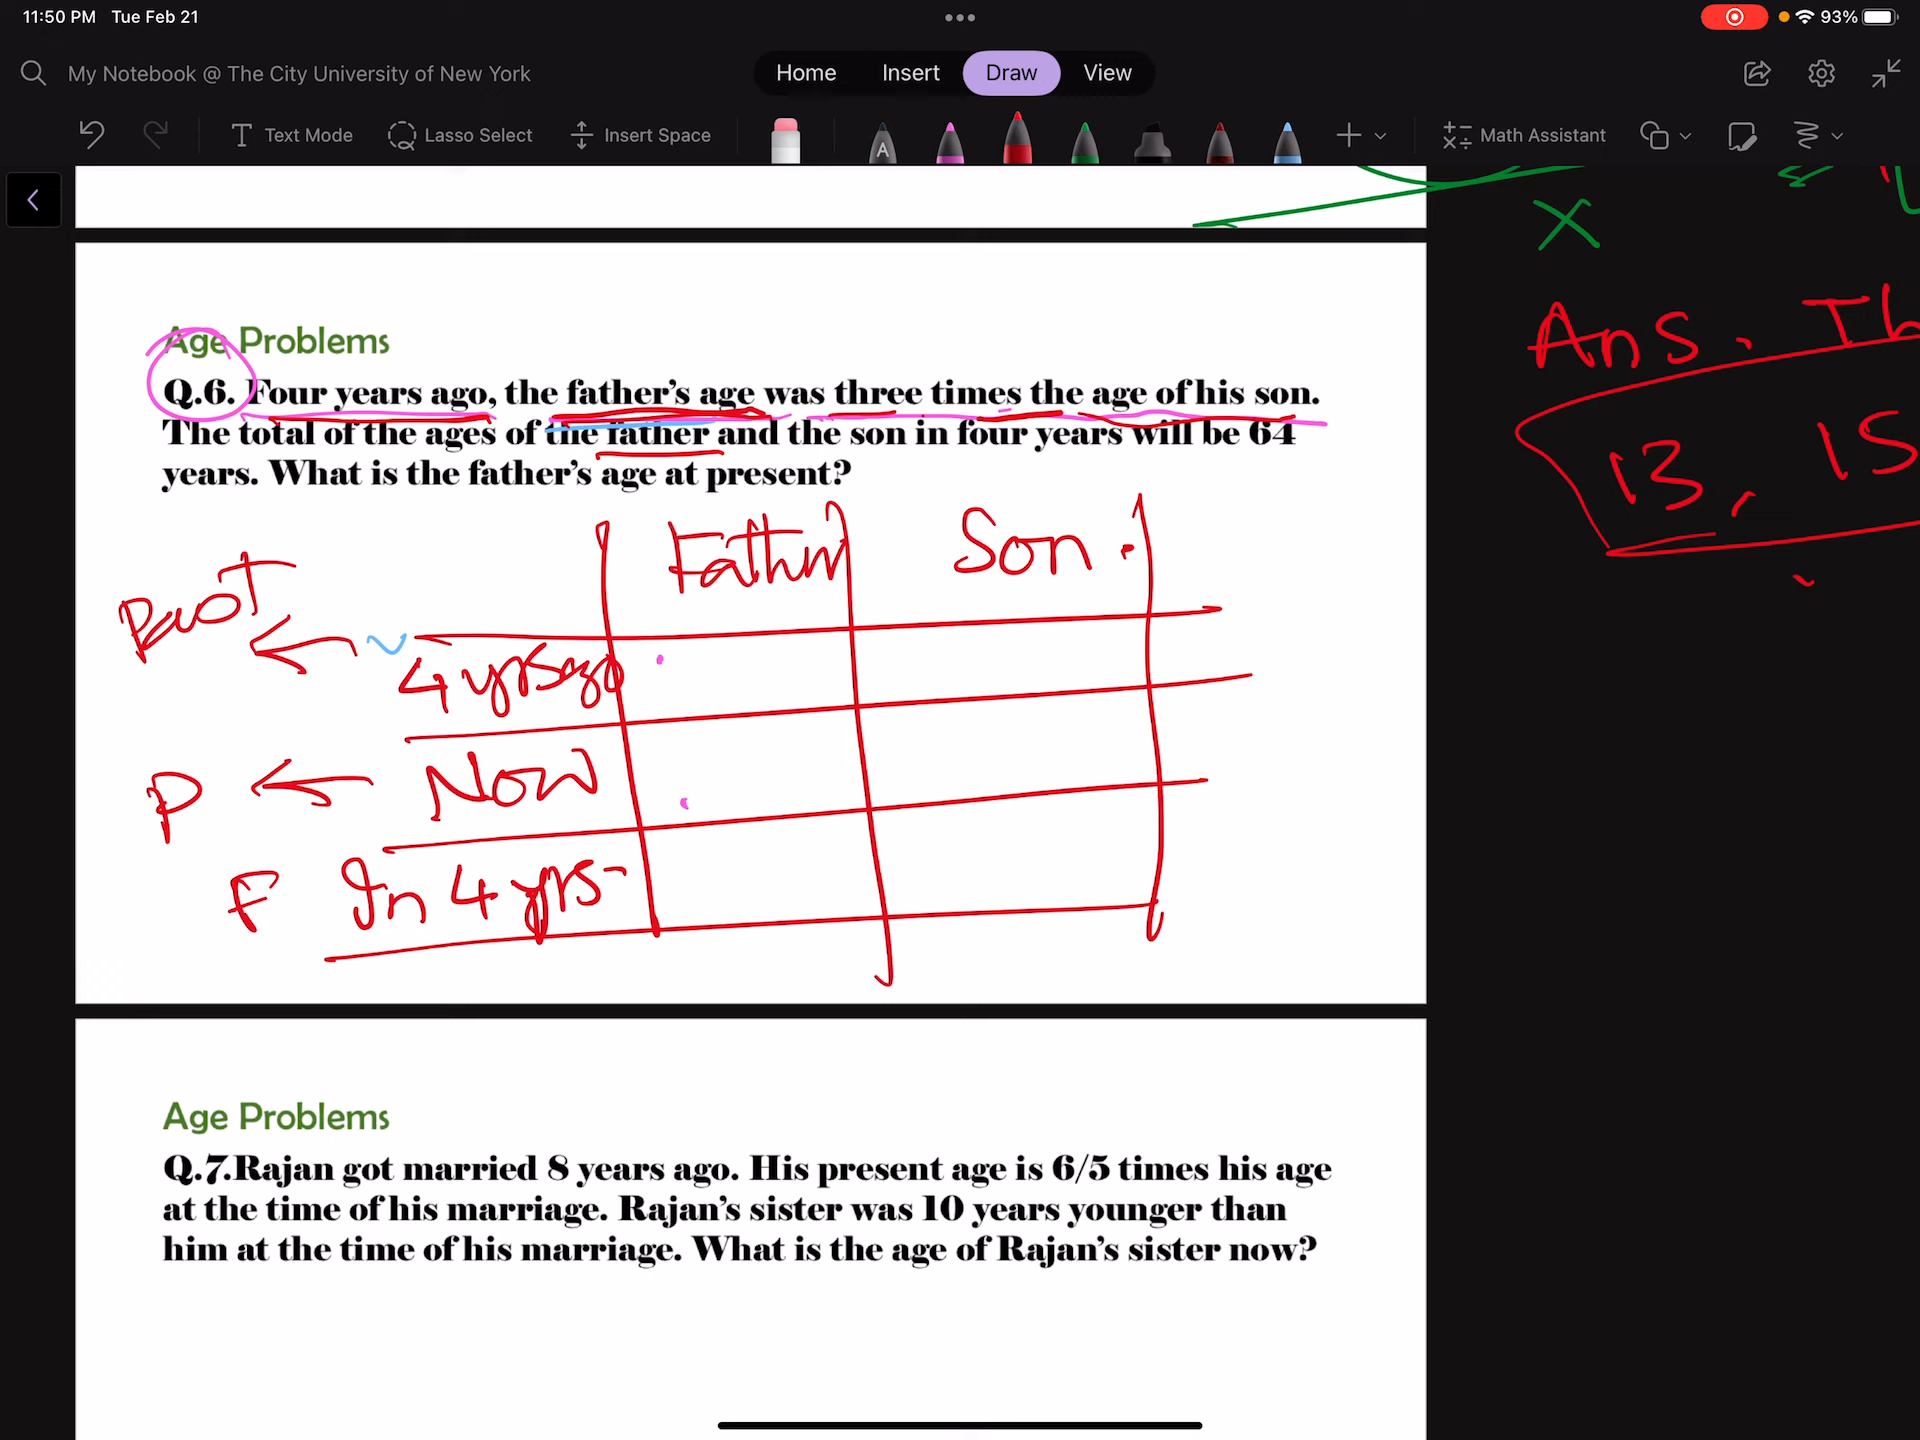 11:50 PM Tue Feb 21
93%
My Notebook @ The City University of New York
Home Insert Draw View
Text Mode Lasso Select Insert Space A Math Assistant
X
Ans. Th
13, 15
Age Problems
Q.6. Four years ago, the father's age was three times the age of his son.
The total of the ages of the father and the son in four years will be 64
years. What is the father's age at present?
Father Son.
Past 4 yrs ago
P Now
F In 4 yrs
Age Problems
Q.7.Rajan got married 8 years ago. His present age is 6/5 times his age
at the time of his marriage. Rajan's sister was 10 years younger than
him at the time of his marriage. What is the age of Rajan's sister now?